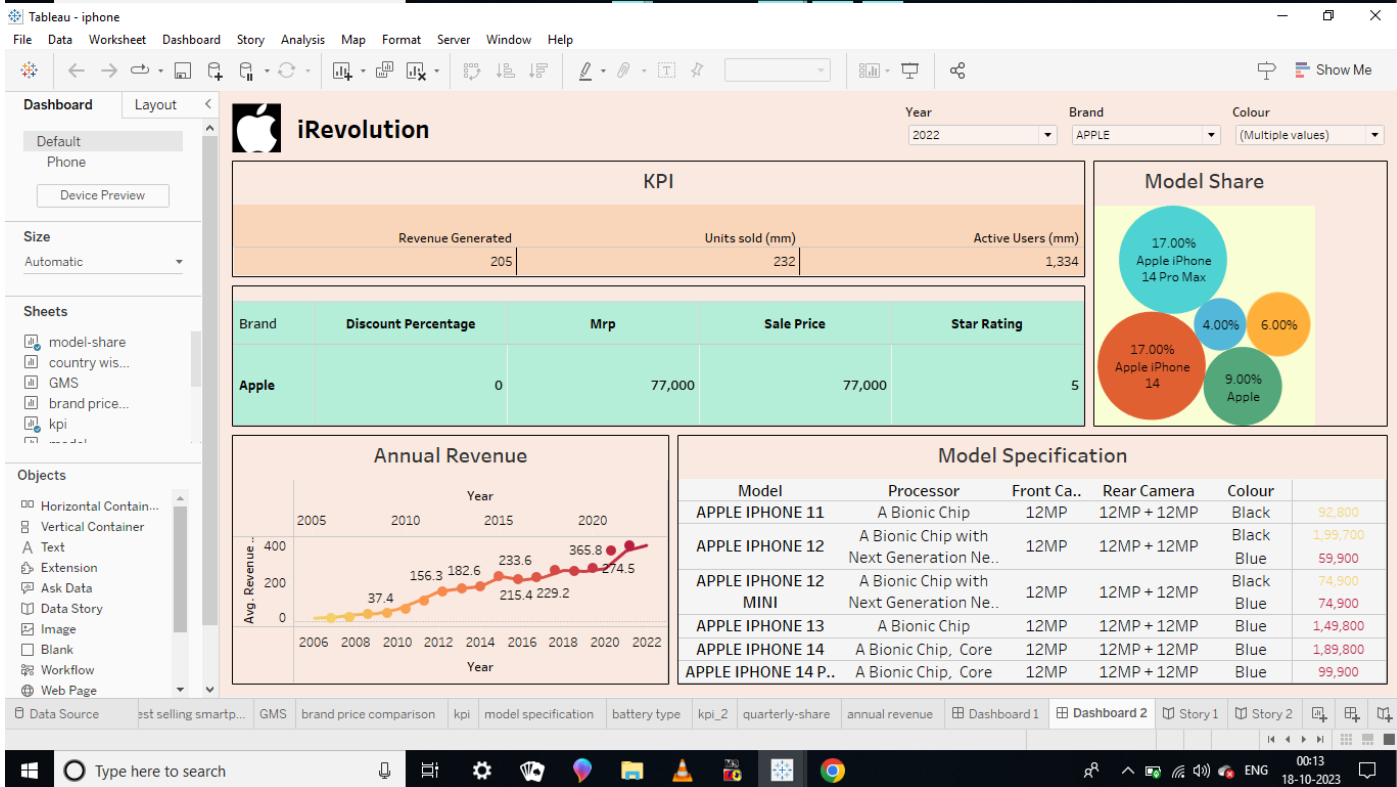 Tableau - iphone
File Data Worksheet Dashboard Story Analysis Map Format Server Window Help
Show Me
Dashboard Layout
Default
Phone
Device Preview
Size
Automatic
Sheets
model-share
country wis...
GMS
brand price...
kpi
Objects
Horizontal Contain...
Vertical Container
Text
Extension
Ask Data
Data Story
Image
Blank
Workflow
Web Page
iRevolution
Year Brand Colour
2022 APPLE (Multiple values)
KPI
Revenue Generated Units sold (mm) Active Users (mm)
205 232 1,334
Brand Discount Percentage Mrp Sale Price Star Rating
Apple 0 77,000 77,000 5
Model Share
17.00%
Apple iPhone
14 Pro Max
4.00%
6.00%
17.00%
Apple iPhone
14
9.00%
Apple
Annual Revenue
Year
2005 2010 2015 2020
Avg. Revenue..
400
200
0
37.4
156.3
182.6
233.6
215.4
229.2
365.8
274.5
2006 2008 2010 2012 2014 2016 2018 2020 2022
Year
Model Specification
Model Processor Front Ca.. Rear Camera Colour
APPLE IPHONE 11 A Bionic Chip 12MP 12MP + 12MP Black 92,800
APPLE IPHONE 12 A Bionic Chip with Next Generation Ne.. 12MP 12MP + 12MP Black 1,99,700
Blue 59,900
APPLE IPHONE 12 MINI A Bionic Chip with Next Generation Ne.. 12MP 12MP + 12MP Black 74,900
Blue 74,900
APPLE IPHONE 13 A Bionic Chip 12MP 12MP + 12MP Blue 1,49,800
APPLE IPHONE 14 A Bionic Chip, Core 12MP 12MP + 12MP Blue 1,89,800
APPLE IPHONE 14 P.. A Bionic Chip, Core 12MP 12MP + 12MP Blue 99,900
Data Source est selling smartp... GMS brand price comparison kpi model specification battery type kpi_2 quarterly-share annual revenue Dashboard 1 Dashboard 2 Story 1 Story 2
Type here to search
ENG
00:13
18-10-2023